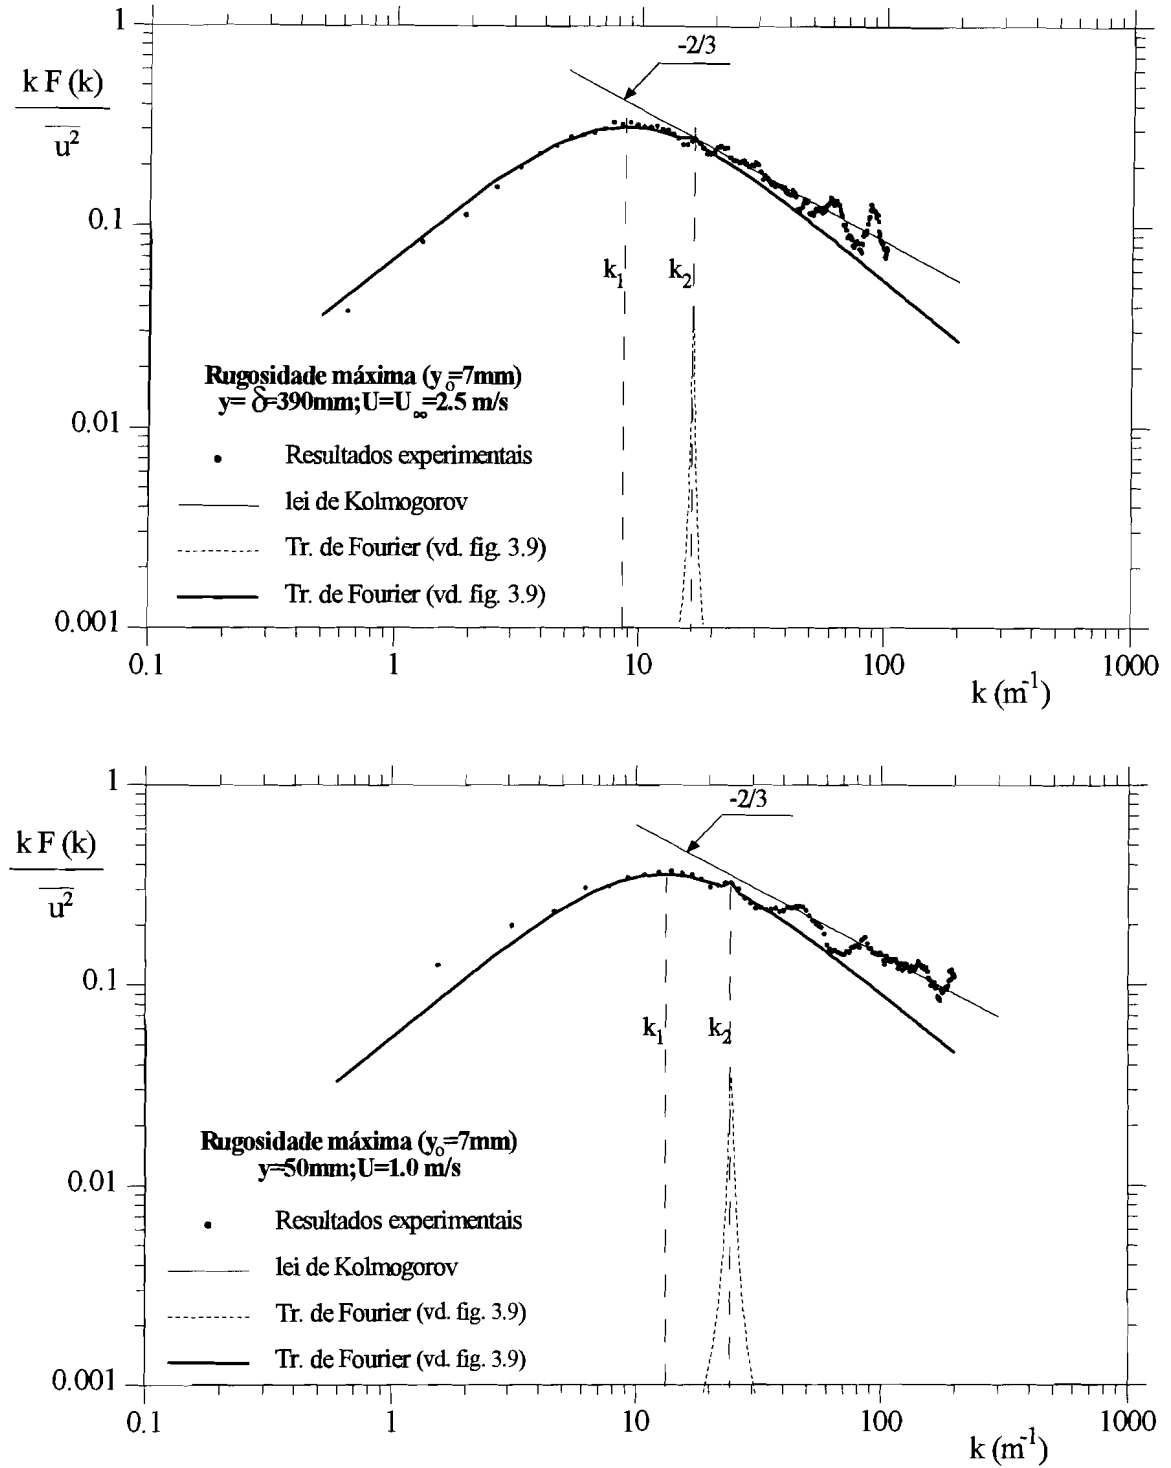 1
-2/3
k F (k)
u²
0.1
k₁
k₂
Rugosidade máxima (yₒ=7mm)
y= δ=390mm;U=U∞=2.5 m/s
0.01
Resultados experimentais
lei de Kolmogorov
Tr. de Fourier (vd. fig. 3.9)
Tr. de Fourier (vd. fig. 3.9)
0.001
0.1 1 10 100 1000
k (m⁻¹)
1
-2/3
k F (k)
u²
0.1
k₁
k₂
Rugosidade máxima (yₒ=7mm)
y=50mm;U=1.0 m/s
0.01
Resultados experimentais
lei de Kolmogorov
Tr. de Fourier (vd. fig. 3.9)
Tr. de Fourier (vd. fig. 3.9)
0.001
0.1 1 10 100 1000
k (m⁻¹)